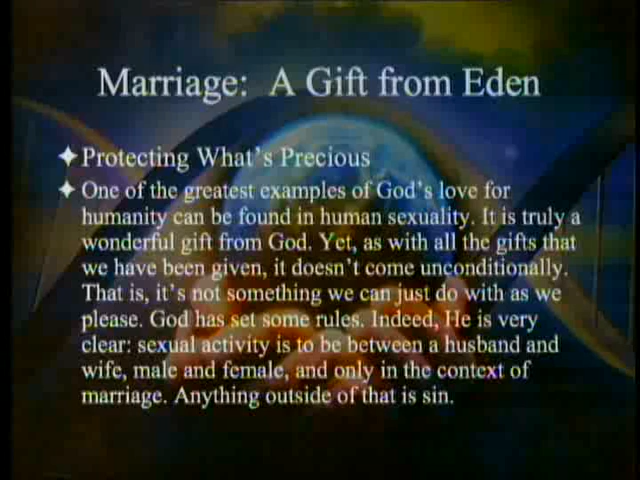 Marriage: A Gift from Eden
Protecting What's Precious
One of the greatest examples of God's love for
humanity can be found in human sexuality. It is truly a
wonderful gift from God. Yet, as with all the gifts that
we have been given, it doesn't come unconditionally.
That is, it's not something we can just do with as we
please. God has set some rules. Indeed, He is very
clear: sexual activity is to be between a husband and
wife, male and female, and only in the context of
marriage. Anything outside of that is sin.